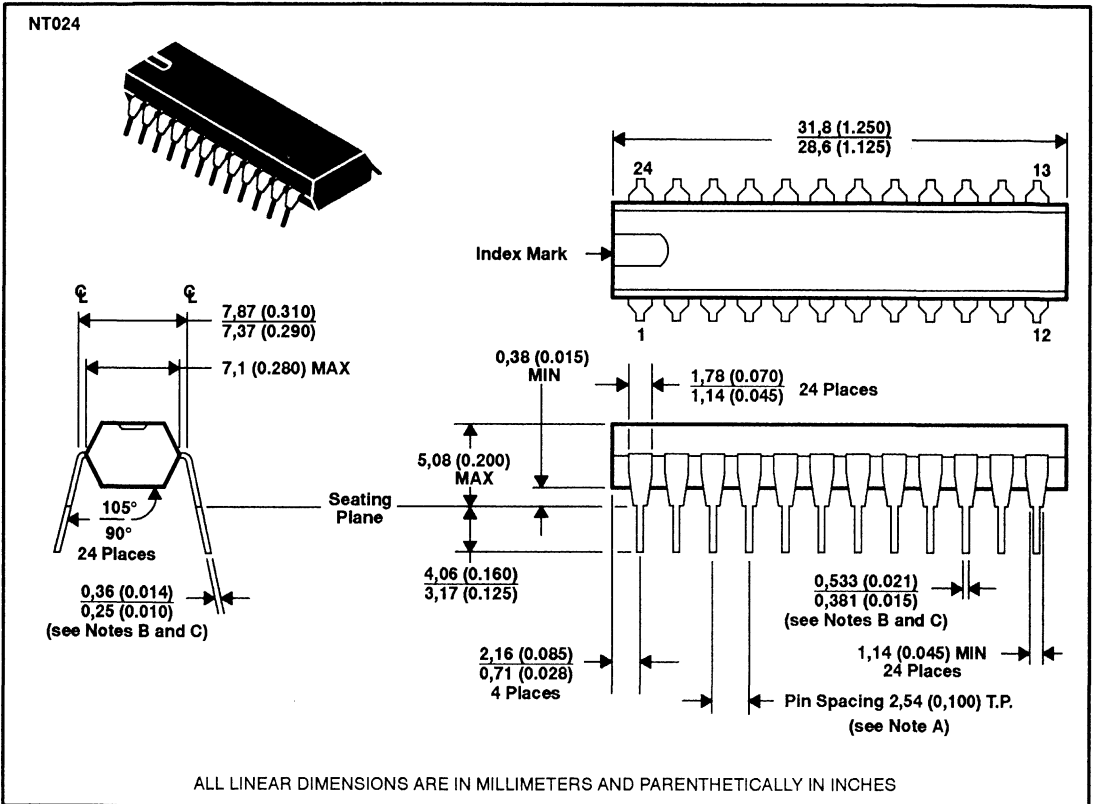 NT024
31,8 (1.250)
28,6 (1.125)
24
13
Index Mark
1
12
℄
℄
7,87 (0.310)
7,37 (0.290)
7,1 (0.280) MAX
0,38 (0.015)
MIN
1,78 (0.070)
1,14 (0.045)
24 Places
5,08 (0.200)
MAX
105°
90°
24 Places
Seating
Plane
0,36 (0.014)
0,25 (0.010)
(see Notes B and C)
4,06 (0.160)
3,17 (0.125)
0,533 (0.021)
0,381 (0.015)
(see Notes B and C)
2,16 (0.085)
0,71 (0.028)
4 Places
1,14 (0.045) MIN
24 Places
Pin Spacing 2,54 (0,100) T.P.
(see Note A)
ALL LINEAR DIMENSIONS ARE IN MILLIMETERS AND PARENTHETICALLY IN INCHES